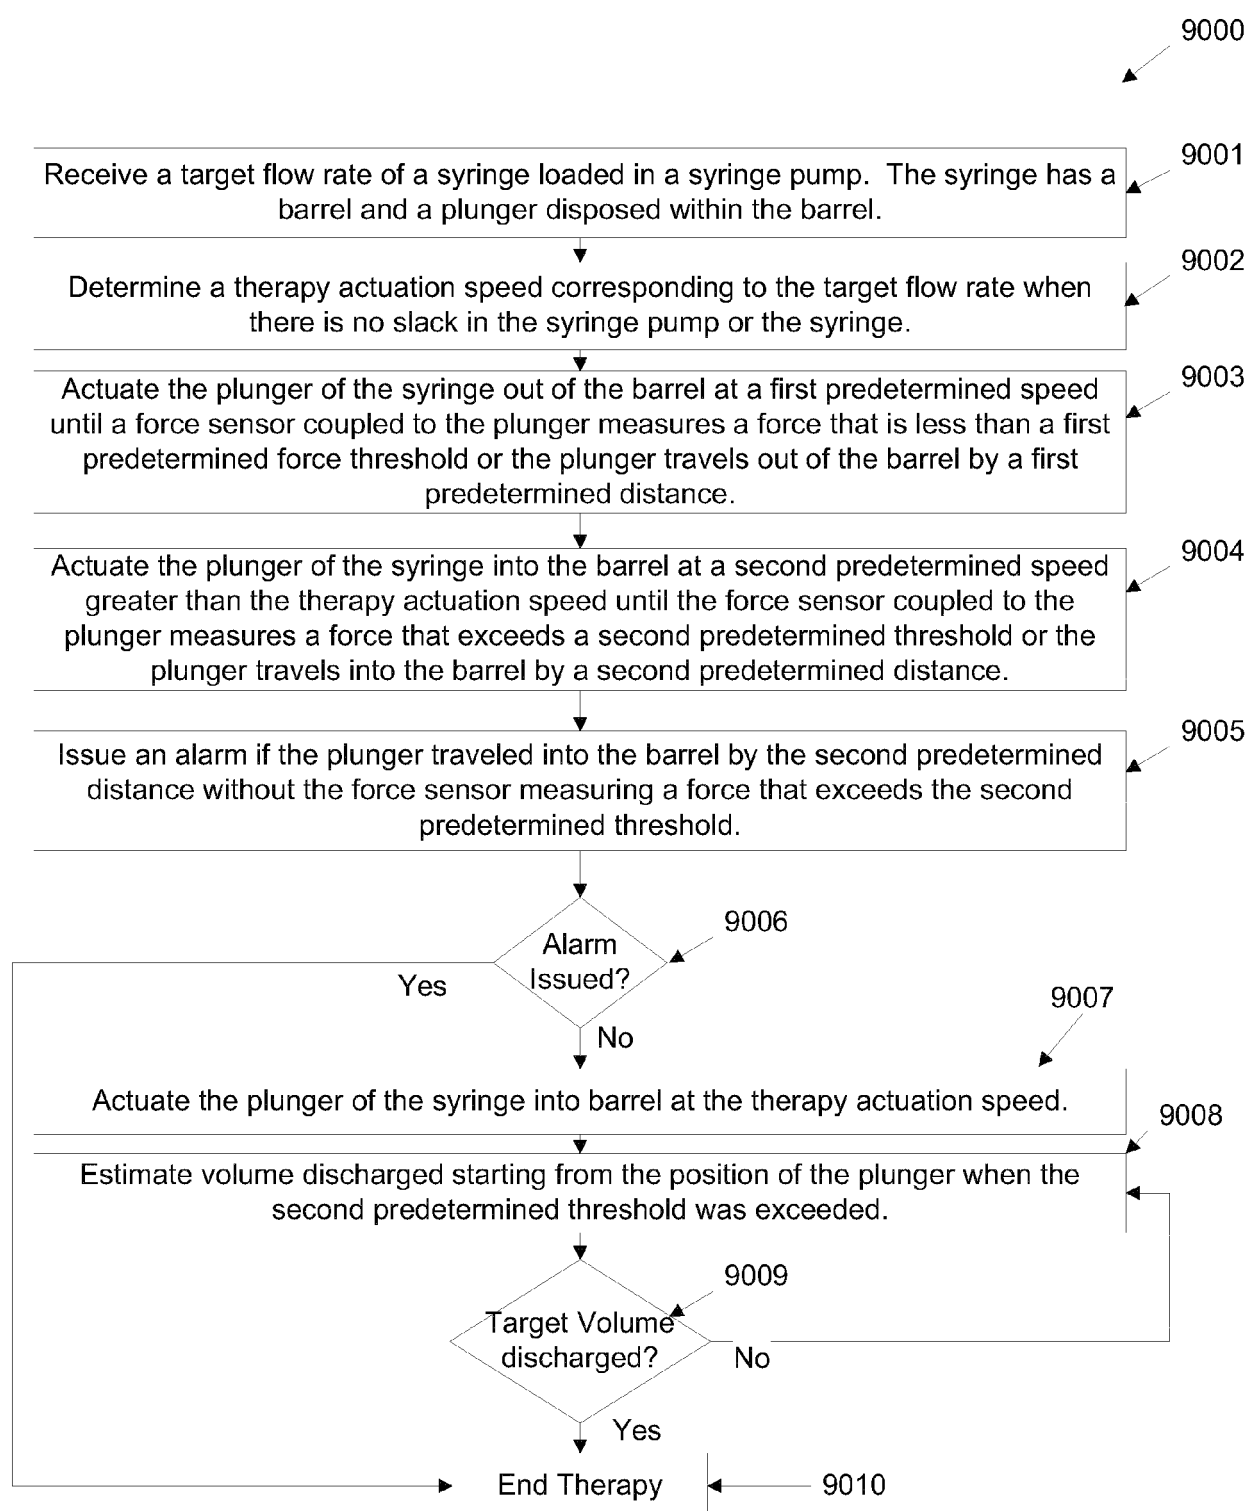 9000
9001
Receive a target flow rate of a syringe loaded in a syringe pump. The syringe has a
barrel and a plunger disposed within the barrel.
9002
Determine a therapy actuation speed corresponding to the target flow rate when
there is no slack in the syringe pump or the syringe.
9003
Actuate the plunger of the syringe out of the barrel at a first predetermined speed
until a force sensor coupled to the plunger measures a force that is less than a first
predetermined force threshold or the plunger travels out of the barrel by a first
predetermined distance.
9004
Actuate the plunger of the syringe into the barrel at a second predetermined speed
greater than the therapy actuation speed until the force sensor coupled to the
plunger measures a force that exceeds a second predetermined threshold or the
plunger travels into the barrel by a second predetermined distance.
9005
Issue an alarm if the plunger traveled into the barrel by the second predetermined
distance without the force sensor measuring a force that exceeds the second
predetermined threshold.
9006
Alarm
Issued?
Yes
No
9007
Actuate the plunger of the syringe into barrel at the therapy actuation speed.
9008
Estimate volume discharged starting from the position of the plunger when the
second predetermined threshold was exceeded.
9009
Target Volume
discharged?
No
Yes
End Therapy
9010